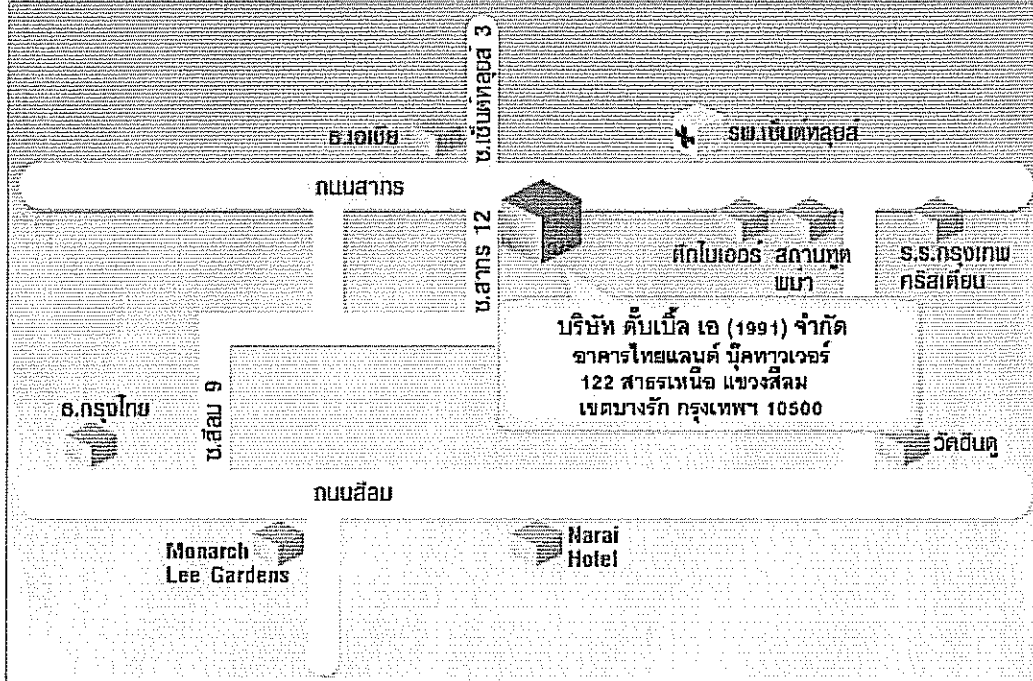 ซ.เซ็นต์หลุยส์ 3
ธ.เอเซีย
รพ.เซ็นต์หลุยส์
ถนนสาทร
ซ.สาทร 12
ตึกไบเออร์ สถานทูต
พม่า
ร.ร.กรุงเทพ
คริสเตียน
บริษัท ดั๊บเบิ้ล เอ (1991) จำกัด
อาคารไทยแลนด์ บุ๊คทาวเวอร์
122 สาธรเหนือ แขวงสีลม
เขตบางรัก กรุงเทพฯ 10500
ซ.สีลม 9
ธ.กรุงไทย
วัดฮินดู
ถนนสีลม
Monarch
Lee Gardens
Narai
Hotel